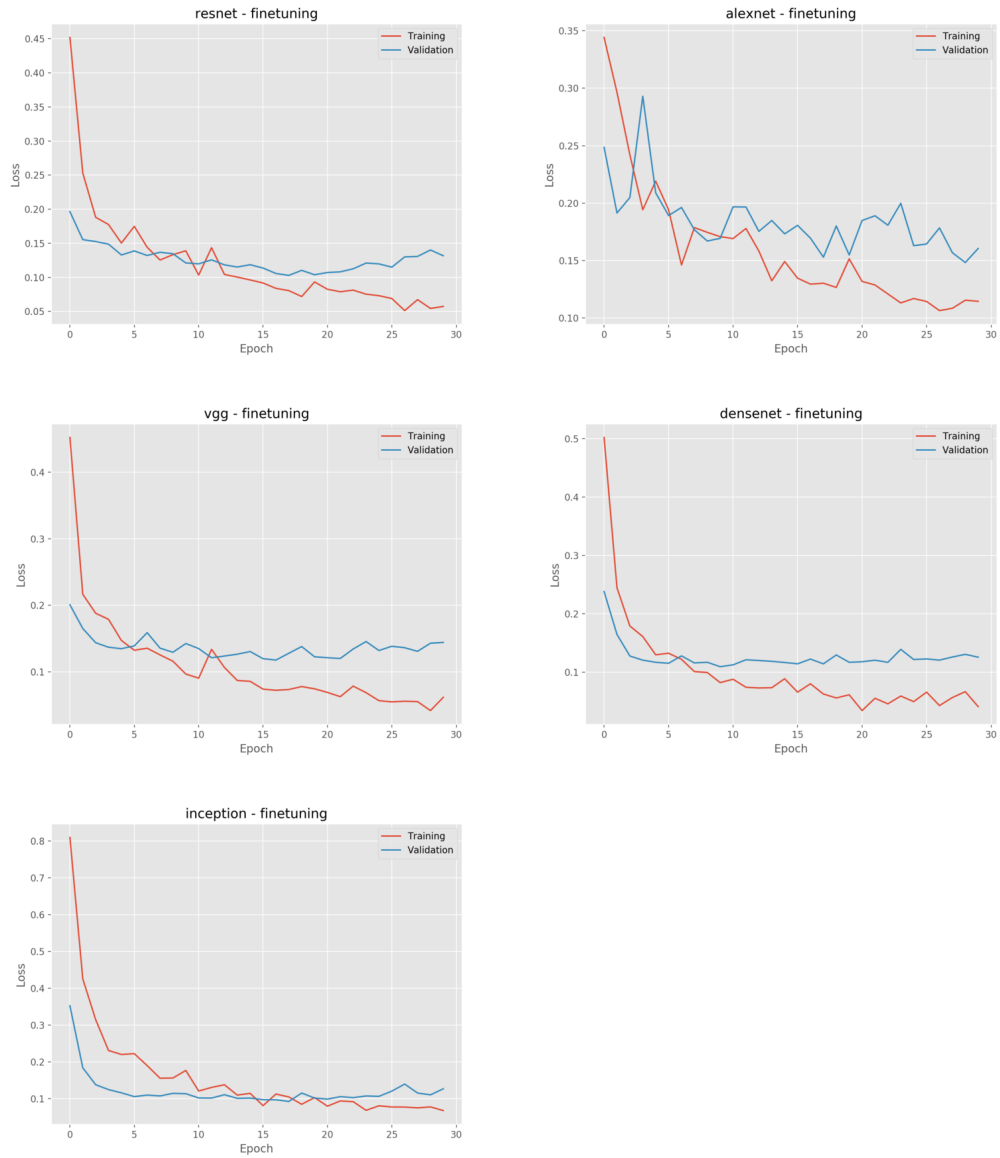 resnet - finetuning
Training
Validation
0.45
0.40
0.35
0.30
0.25
0.20
0.15
0.10
0.05
Loss
0 5 10 15 20 25 30
Epoch
alexnet - finetuning
Training
Validation
0.35
0.30
0.25
0.20
0.15
0.10
Loss
0 5 10 15 20 25 30
Epoch
vgg - finetuning
Training
Validation
0.4
0.3
0.2
0.1
Loss
0 5 10 15 20 25 30
Epoch
densenet - finetuning
Training
Validation
0.5
0.4
0.3
0.2
0.1
Loss
0 5 10 15 20 25 30
Epoch
inception - finetuning
Training
Validation
0.8
0.7
0.6
0.5
0.4
0.3
0.2
0.1
Loss
0 5 10 15 20 25 30
Epoch